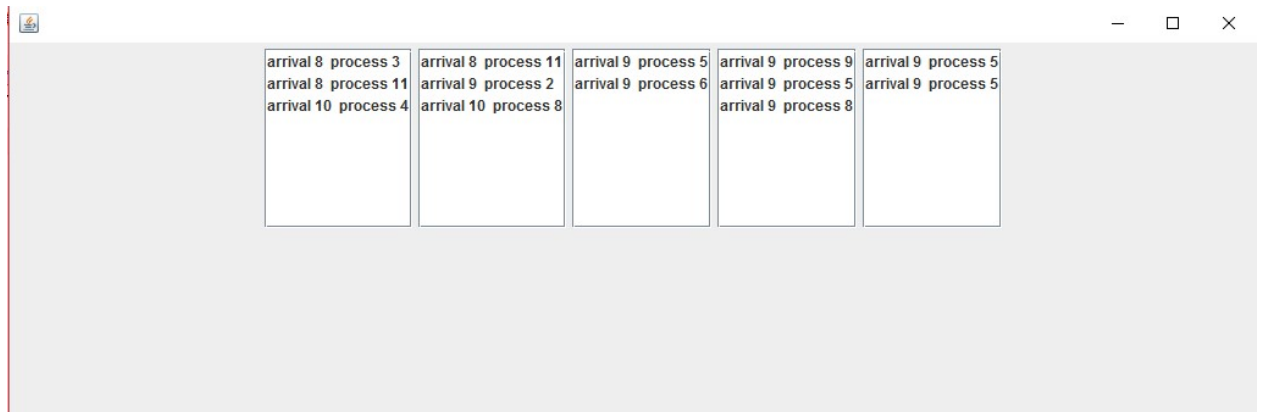 arrival 8 process 3
arrival 8 process 11
arrival 10 process 4
arrival 8 process 11
arrival 9 process 2
arrival 10 process 8
arrival 9 process 5
arrival 9 process 6
arrival 9 process 9
arrival 9 process 5
arrival 9 process 8
arrival 9 process 5
arrival 9 process 5